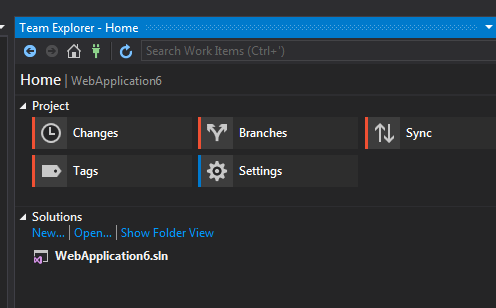 Team Explorer - Home
Search Work Items (Ctrl+')
Home | WebApplication6
Project
Changes Branches Sync
Tags Settings
Solutions
New... | Open... | Show Folder View
WebApplication6.sln